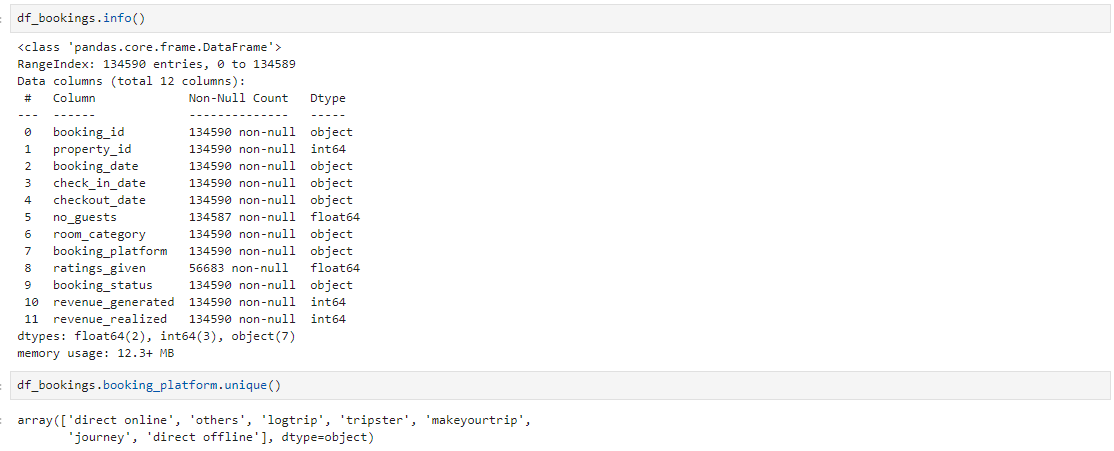 df_bookings.info()
<class 'pandas.core.frame.DataFrame'>
RangeIndex: 134590 entries, 0 to 134589
Data columns (total 12 columns):
 #   Column             Non-Null Count   Dtype
---  ------             --------------   -----
 0   booking_id         134590 non-null  object
 1   property_id        134590 non-null  int64
 2   booking_date       134590 non-null  object
 3   check_in_date      134590 non-null  object
 4   checkout_date      134590 non-null  object
 5   no_guests          134587 non-null  float64
 6   room_category      134590 non-null  object
 7   booking_platform   134590 non-null  object
 8   ratings_given      56683 non-null   float64
 9   booking_status     134590 non-null  object
 10  revenue_generated  134590 non-null  int64
 11  revenue_realized   134590 non-null  int64
dtypes: float64(2), int64(3), object(7)
memory usage: 12.3+ MB
df_bookings.booking_platform.unique()
array(['direct online', 'others', 'logtrip', 'tripster', 'makeyourtrip',
       'journey', 'direct offline'], dtype=object)